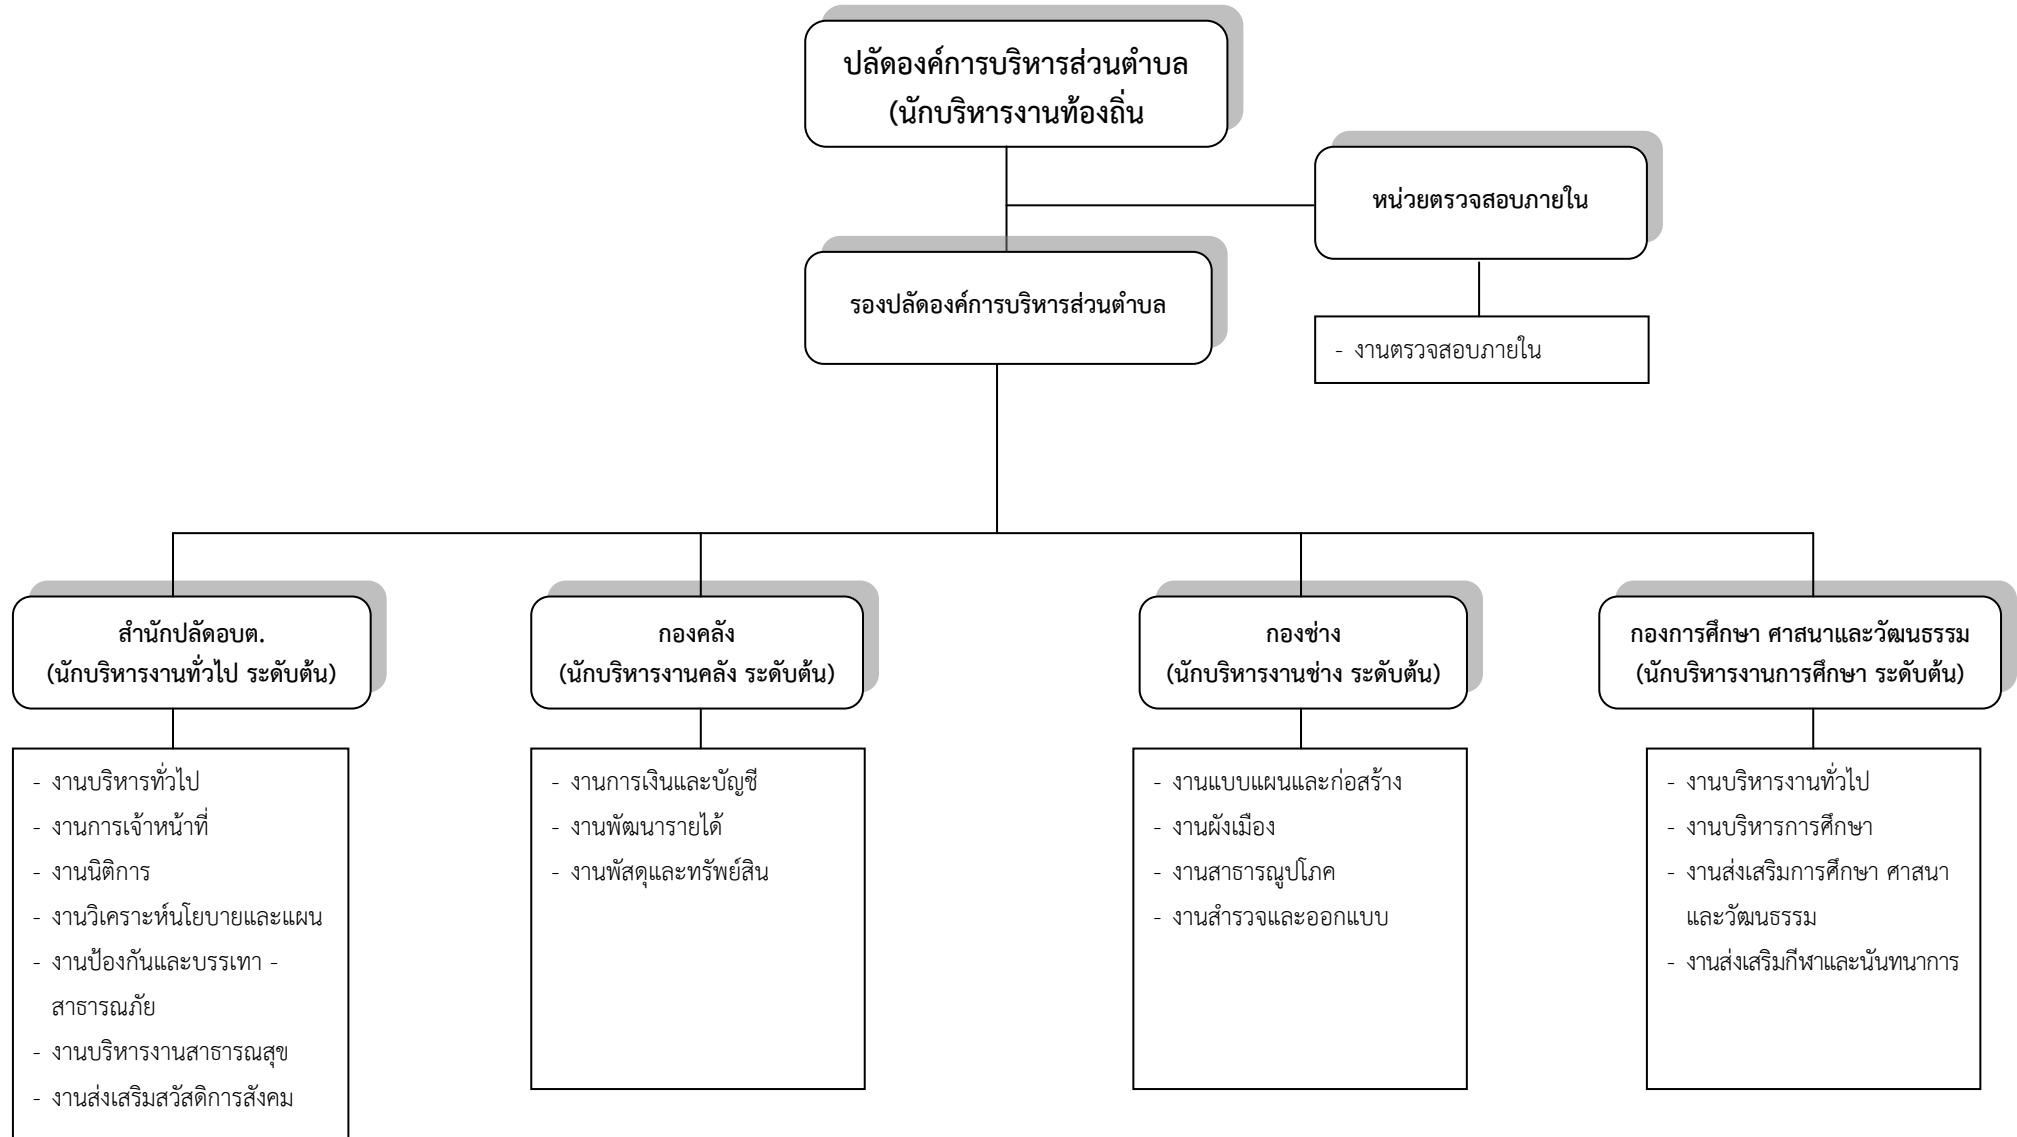 ปลัดองค์การบริหารส่วนตำบล
(นักบริหารงานท้องถิ่น
หน่วยตรวจสอบภายใน
รองปลัดองค์การบริหารส่วนตำบล
- งานตรวจสอบภายใน
สำนักปลัดอบต.
(นักบริหารงานทั่วไป ระดับต้น)
- งานบริหารทั่วไป
- งานการเจ้าหน้าที่
- งานนิติการ
- งานวิเคราะห์นโยบายและแผน
- งานป้องกันและบรรเทา -
สาธารณภัย
- งานบริหารงานสาธารณสุข
- งานส่งเสริมสวัสดิการสังคม
กองคลัง
(นักบริหารงานคลัง ระดับต้น)
- งานการเงินและบัญชี
- งานพัฒนารายได้
- งานพัสดุและทรัพย์สิน
กองช่าง
(นักบริหารงานช่าง ระดับต้น)
- งานแบบแผนและก่อสร้าง
- งานผังเมือง
- งานสาธารณูปโภค
- งานสำรวจและออกแบบ
กองการศึกษา ศาสนาและวัฒนธรรม
(นักบริหารงานการศึกษา ระดับต้น)
- งานบริหารงานทั่วไป
- งานบริหารการศึกษา
- งานส่งเสริมการศึกษา ศาสนา
และวัฒนธรรม
- งานส่งเสริมกีฬาและนันทนาการ